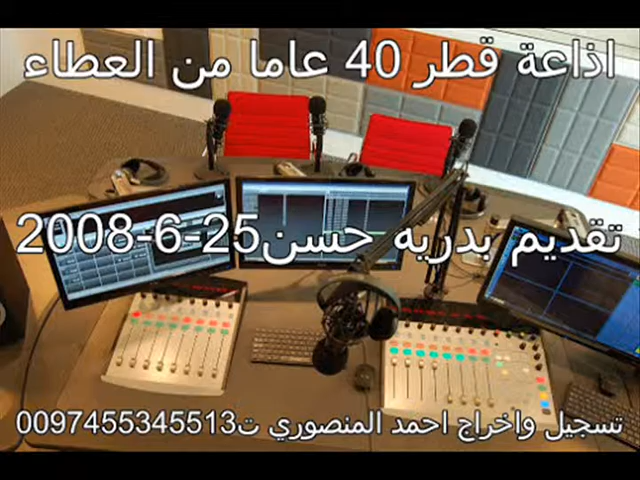 اذاعة قطر 40 عاما من العطاء
تقديم بدريه حسن25-6-2008
تسجيل واخراج احمد المنصوري ت0097455345513